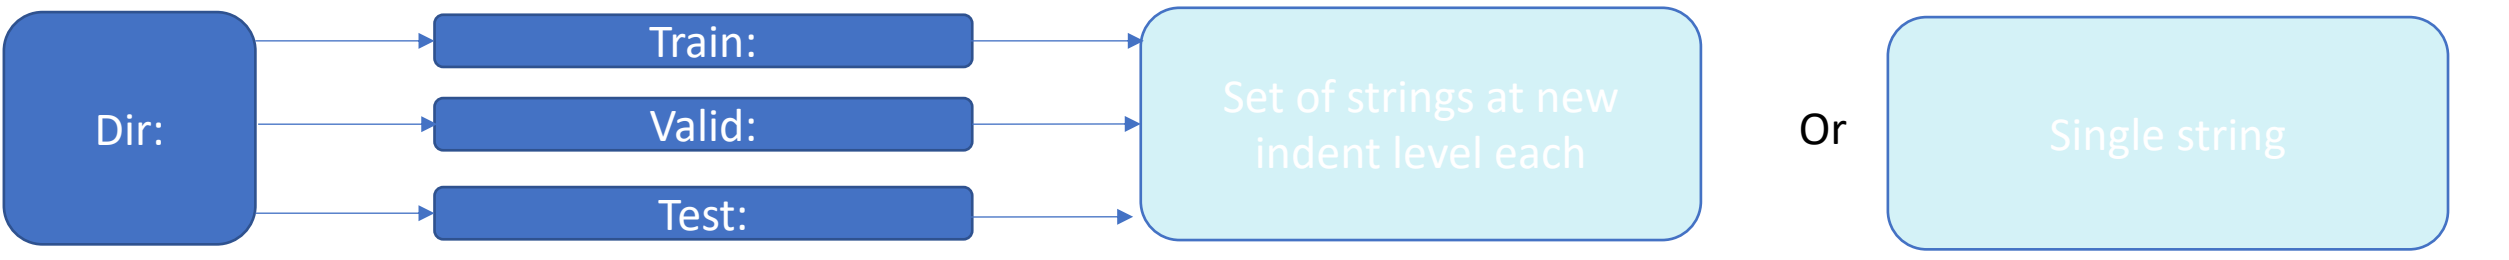 Dir:
Train:
Valid:
Test:
Set of strings at new
indent level each
Or
Single string